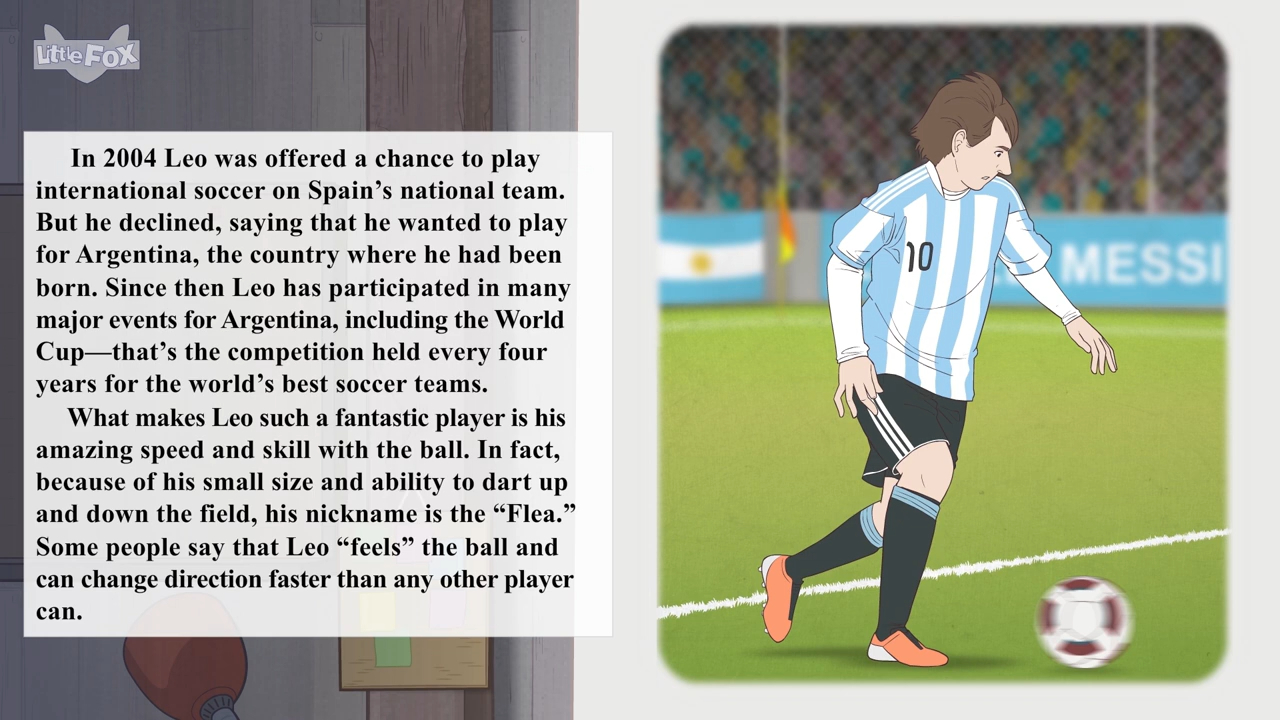 Little Fox
In 2004 Leo was offered a chance to play
international soccer on Spain’s national team.
But he declined, saying that he wanted to play
for Argentina, the country where he had been
born. Since then Leo has participated in many
major events for Argentina, including the World
Cup—that’s the competition held every four
years for the world’s best soccer teams.
What makes Leo such a fantastic player is his
amazing speed and skill with the ball. In fact,
because of his small size and ability to dart up
and down the field, his nickname is the “Flea.”
Some people say that Leo “feels” the ball and
can change direction faster than any other player
can.
10
MESSI